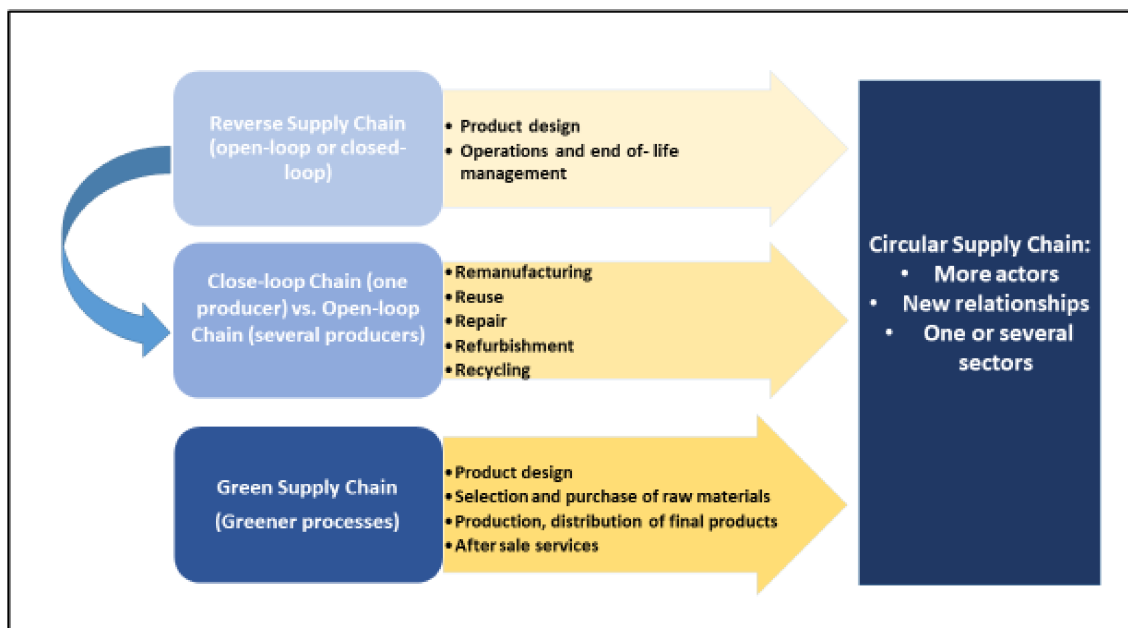 Reverse Supply Chain
(open-loop or closed-
loop)
• Product design
• Operations and end of- life
management
Close-loop Chain (one
producer) vs. Open-loop
Chain (several producers)
• Remanufacturing
• Reuse
• Repair
• Refurbishment
• Recycling
Green Supply Chain
(Greener processes)
• Product design
• Selection and purchase of raw materials
• Production, distribution of final products
• After sale services
Circular Supply Chain:
• More actors
• New relationships
• One or several
sectors